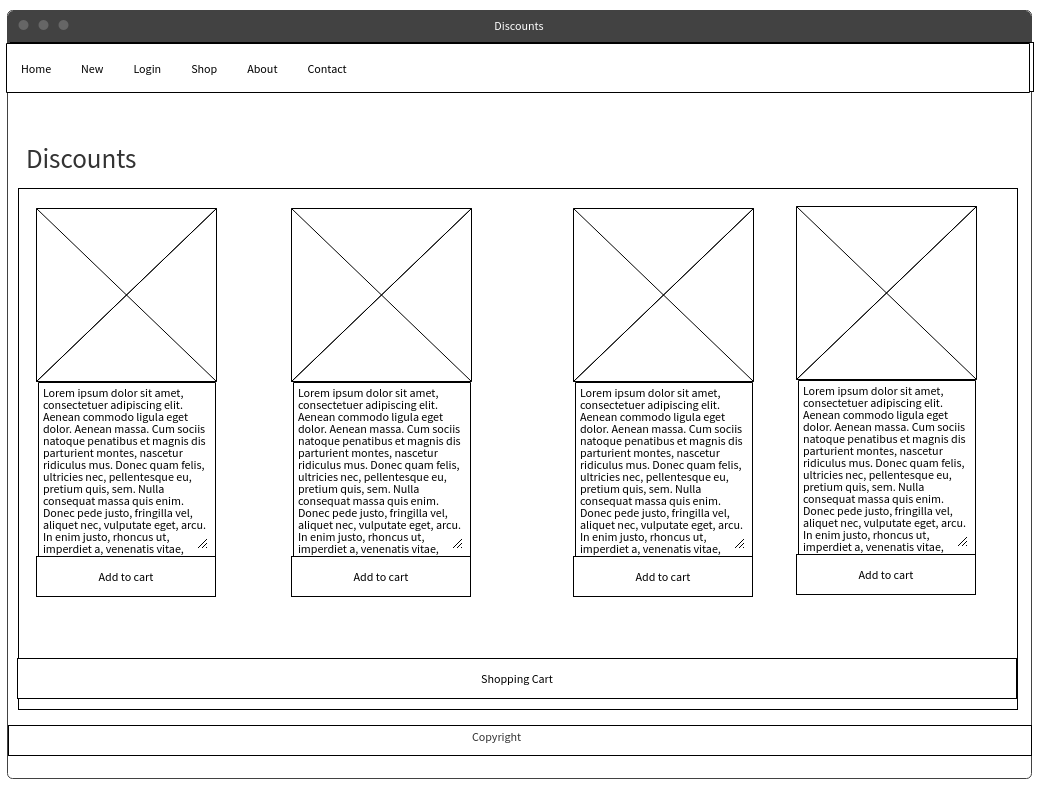 Discounts
Home New Login Shop About Contact
Discounts
Lorem ipsum dolor sit amet,
consectetuer adipiscing elit.
Aenean commodo ligula eget
dolor. Aenean massa. Cum sociis
natoque penatibus et magnis dis
parturient montes, nascetur
ridiculus mus. Donec quam felis,
ultricies nec, pellentesque eu,
pretium quis, sem. Nulla
consequat massa quis enim.
Donec pede justo, fringilla vel,
aliquet nec, vulputate eget, arcu.
In enim justo, rhoncus ut,
imperdiet a, venenatis vitae,
Add to cart
Lorem ipsum dolor sit amet,
consectetuer adipiscing elit.
Aenean commodo ligula eget
dolor. Aenean massa. Cum sociis
natoque penatibus et magnis dis
parturient montes, nascetur
ridiculus mus. Donec quam felis,
ultricies nec, pellentesque eu,
pretium quis, sem. Nulla
consequat massa quis enim.
Donec pede justo, fringilla vel,
aliquet nec, vulputate eget, arcu.
In enim justo, rhoncus ut,
imperdiet a, venenatis vitae,
Add to cart
Lorem ipsum dolor sit amet,
consectetuer adipiscing elit.
Aenean commodo ligula eget
dolor. Aenean massa. Cum sociis
natoque penatibus et magnis dis
parturient montes, nascetur
ridiculus mus. Donec quam felis,
ultricies nec, pellentesque eu,
pretium quis, sem. Nulla
consequat massa quis enim.
Donec pede justo, fringilla vel,
aliquet nec, vulputate eget, arcu.
In enim justo, rhoncus ut,
imperdiet a, venenatis vitae,
Add to cart
Lorem ipsum dolor sit amet,
consectetuer adipiscing elit.
Aenean commodo ligula eget
dolor. Aenean massa. Cum sociis
natoque penatibus et magnis dis
parturient montes, nascetur
ridiculus mus. Donec quam felis,
ultricies nec, pellentesque eu,
pretium quis, sem. Nulla
consequat massa quis enim.
Donec pede justo, fringilla vel,
aliquet nec, vulputate eget, arcu.
In enim justo, rhoncus ut,
imperdiet a, venenatis vitae,
Add to cart
Shopping Cart
Copyright